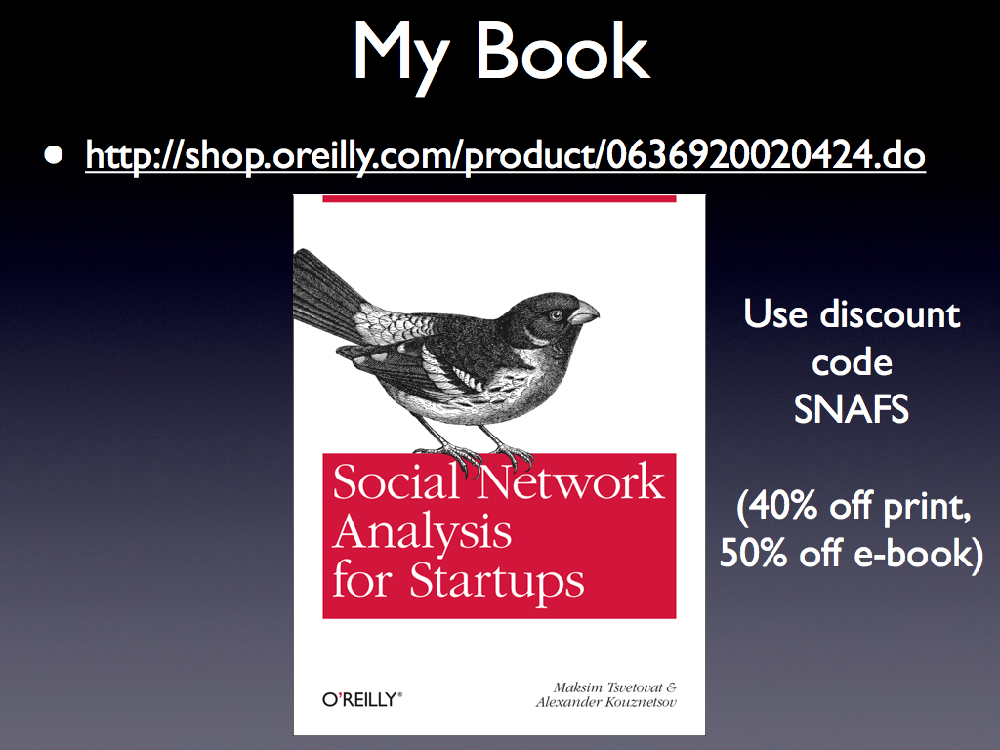 My Book
• http://shop.oreilly.com/product/0636920020424.do
Use discount
code
SNAFS
(40% off print,
50% off e-book)
Social Network
Analysis
for Startups
O'REILLY®
Maksim Tsvetovat &
Alexander Kouznetsov